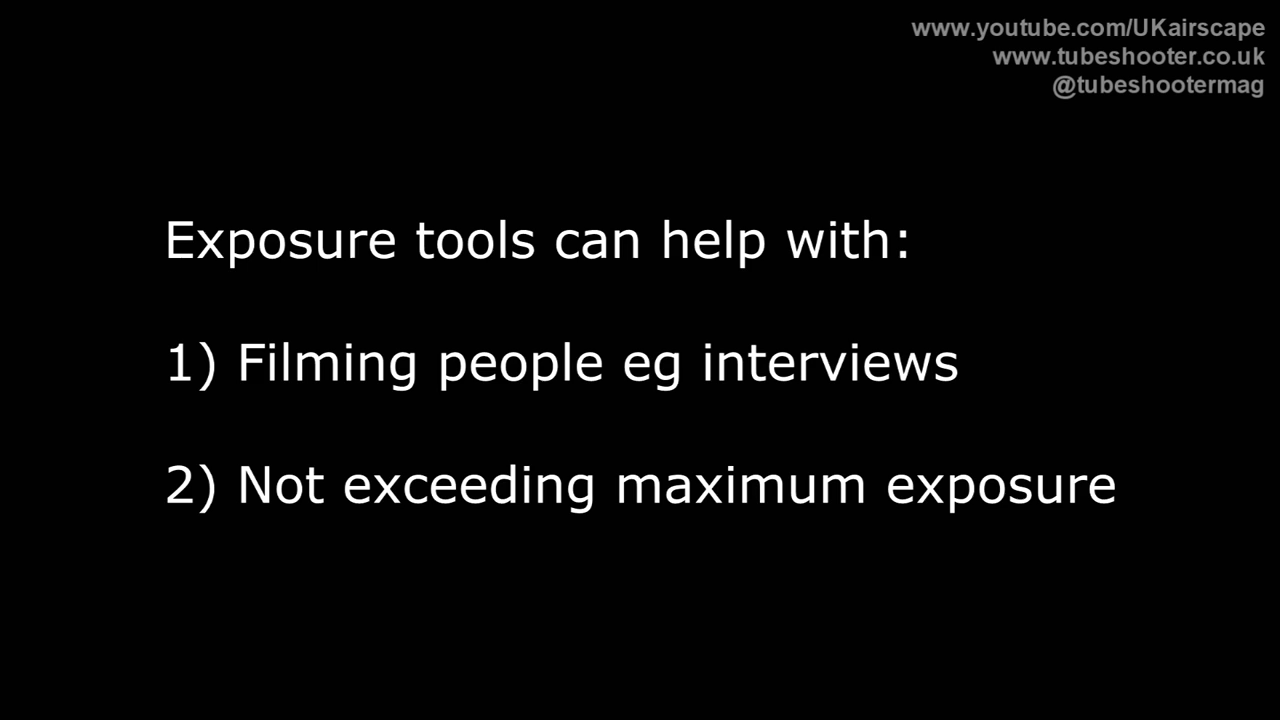 www.youtube.com/UKairscape
www.tubeshooter.co.uk
@tubeshootermag
Exposure tools can help with:
1) Filming people eg interviews
2) Not exceeding maximum exposure